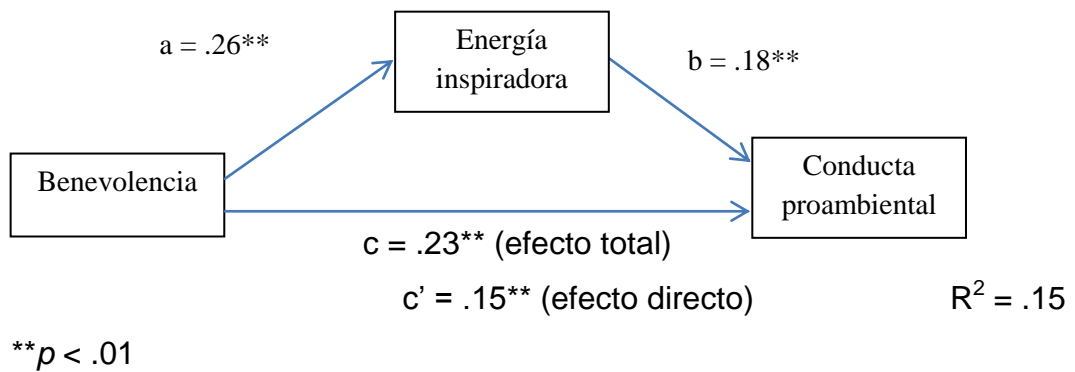 a = .26**
Energía
inspiradora
b = .18**
Benevolencia
Conducta
proambiental
c = .23** (efecto total)
c’ = .15** (efecto directo)
R² = .15
**p < .01